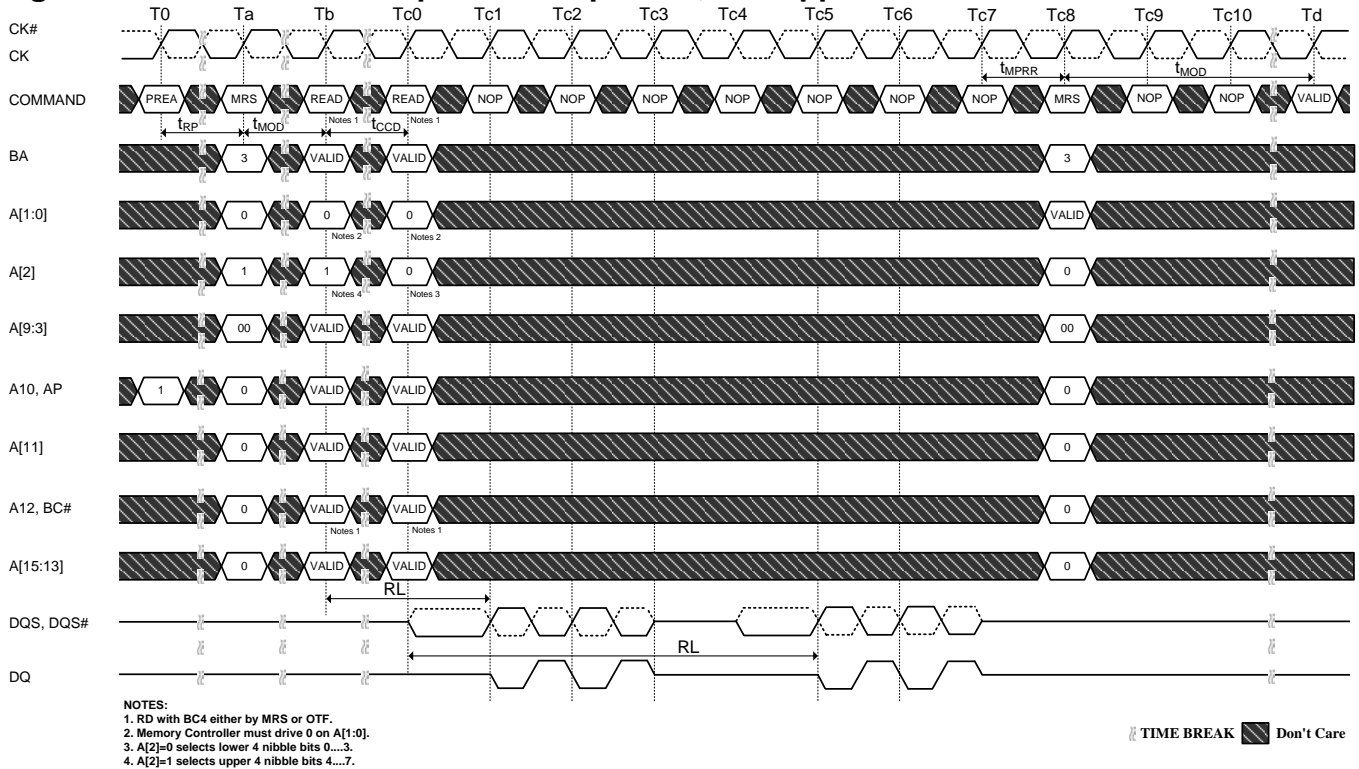 T0 Ta Tb Tc0 Tc1 Tc2 Tc3 Tc4 Tc5 Tc6 Tc7 Tc8 Tc9 Tc10 Td
CK#
CK
tMPRR tMOD
COMMAND PREA MRS READ READ NOP NOP NOP NOP NOP NOP NOP MRS NOP NOP VALID
Notes 1 Notes 1
tRP tMOD tCCD
BA 3 VALID VALID 3
A[1:0] 0 0 0 VALID
Notes 2 Notes 2
A[2] 1 1 0 0
Notes 4 Notes 3
A[9:3] 00 VALID VALID 00
A10, AP 1 0 VALID VALID 0
A[11] 0 VALID VALID 0
A12, BC# 0 VALID VALID 0
Notes 1 Notes 1
A[15:13] 0 VALID VALID 0
RL
DQS, DQS#
RL
DQ
NOTES:
1. RD with BC4 either by MRS or OTF.
2. Memory Controller must drive 0 on A[1:0].
3. A[2]=0 selects lower 4 nibble bits 0....3.
4. A[2]=1 selects upper 4 nibble bits 4....7.
TIME BREAK Don't Care